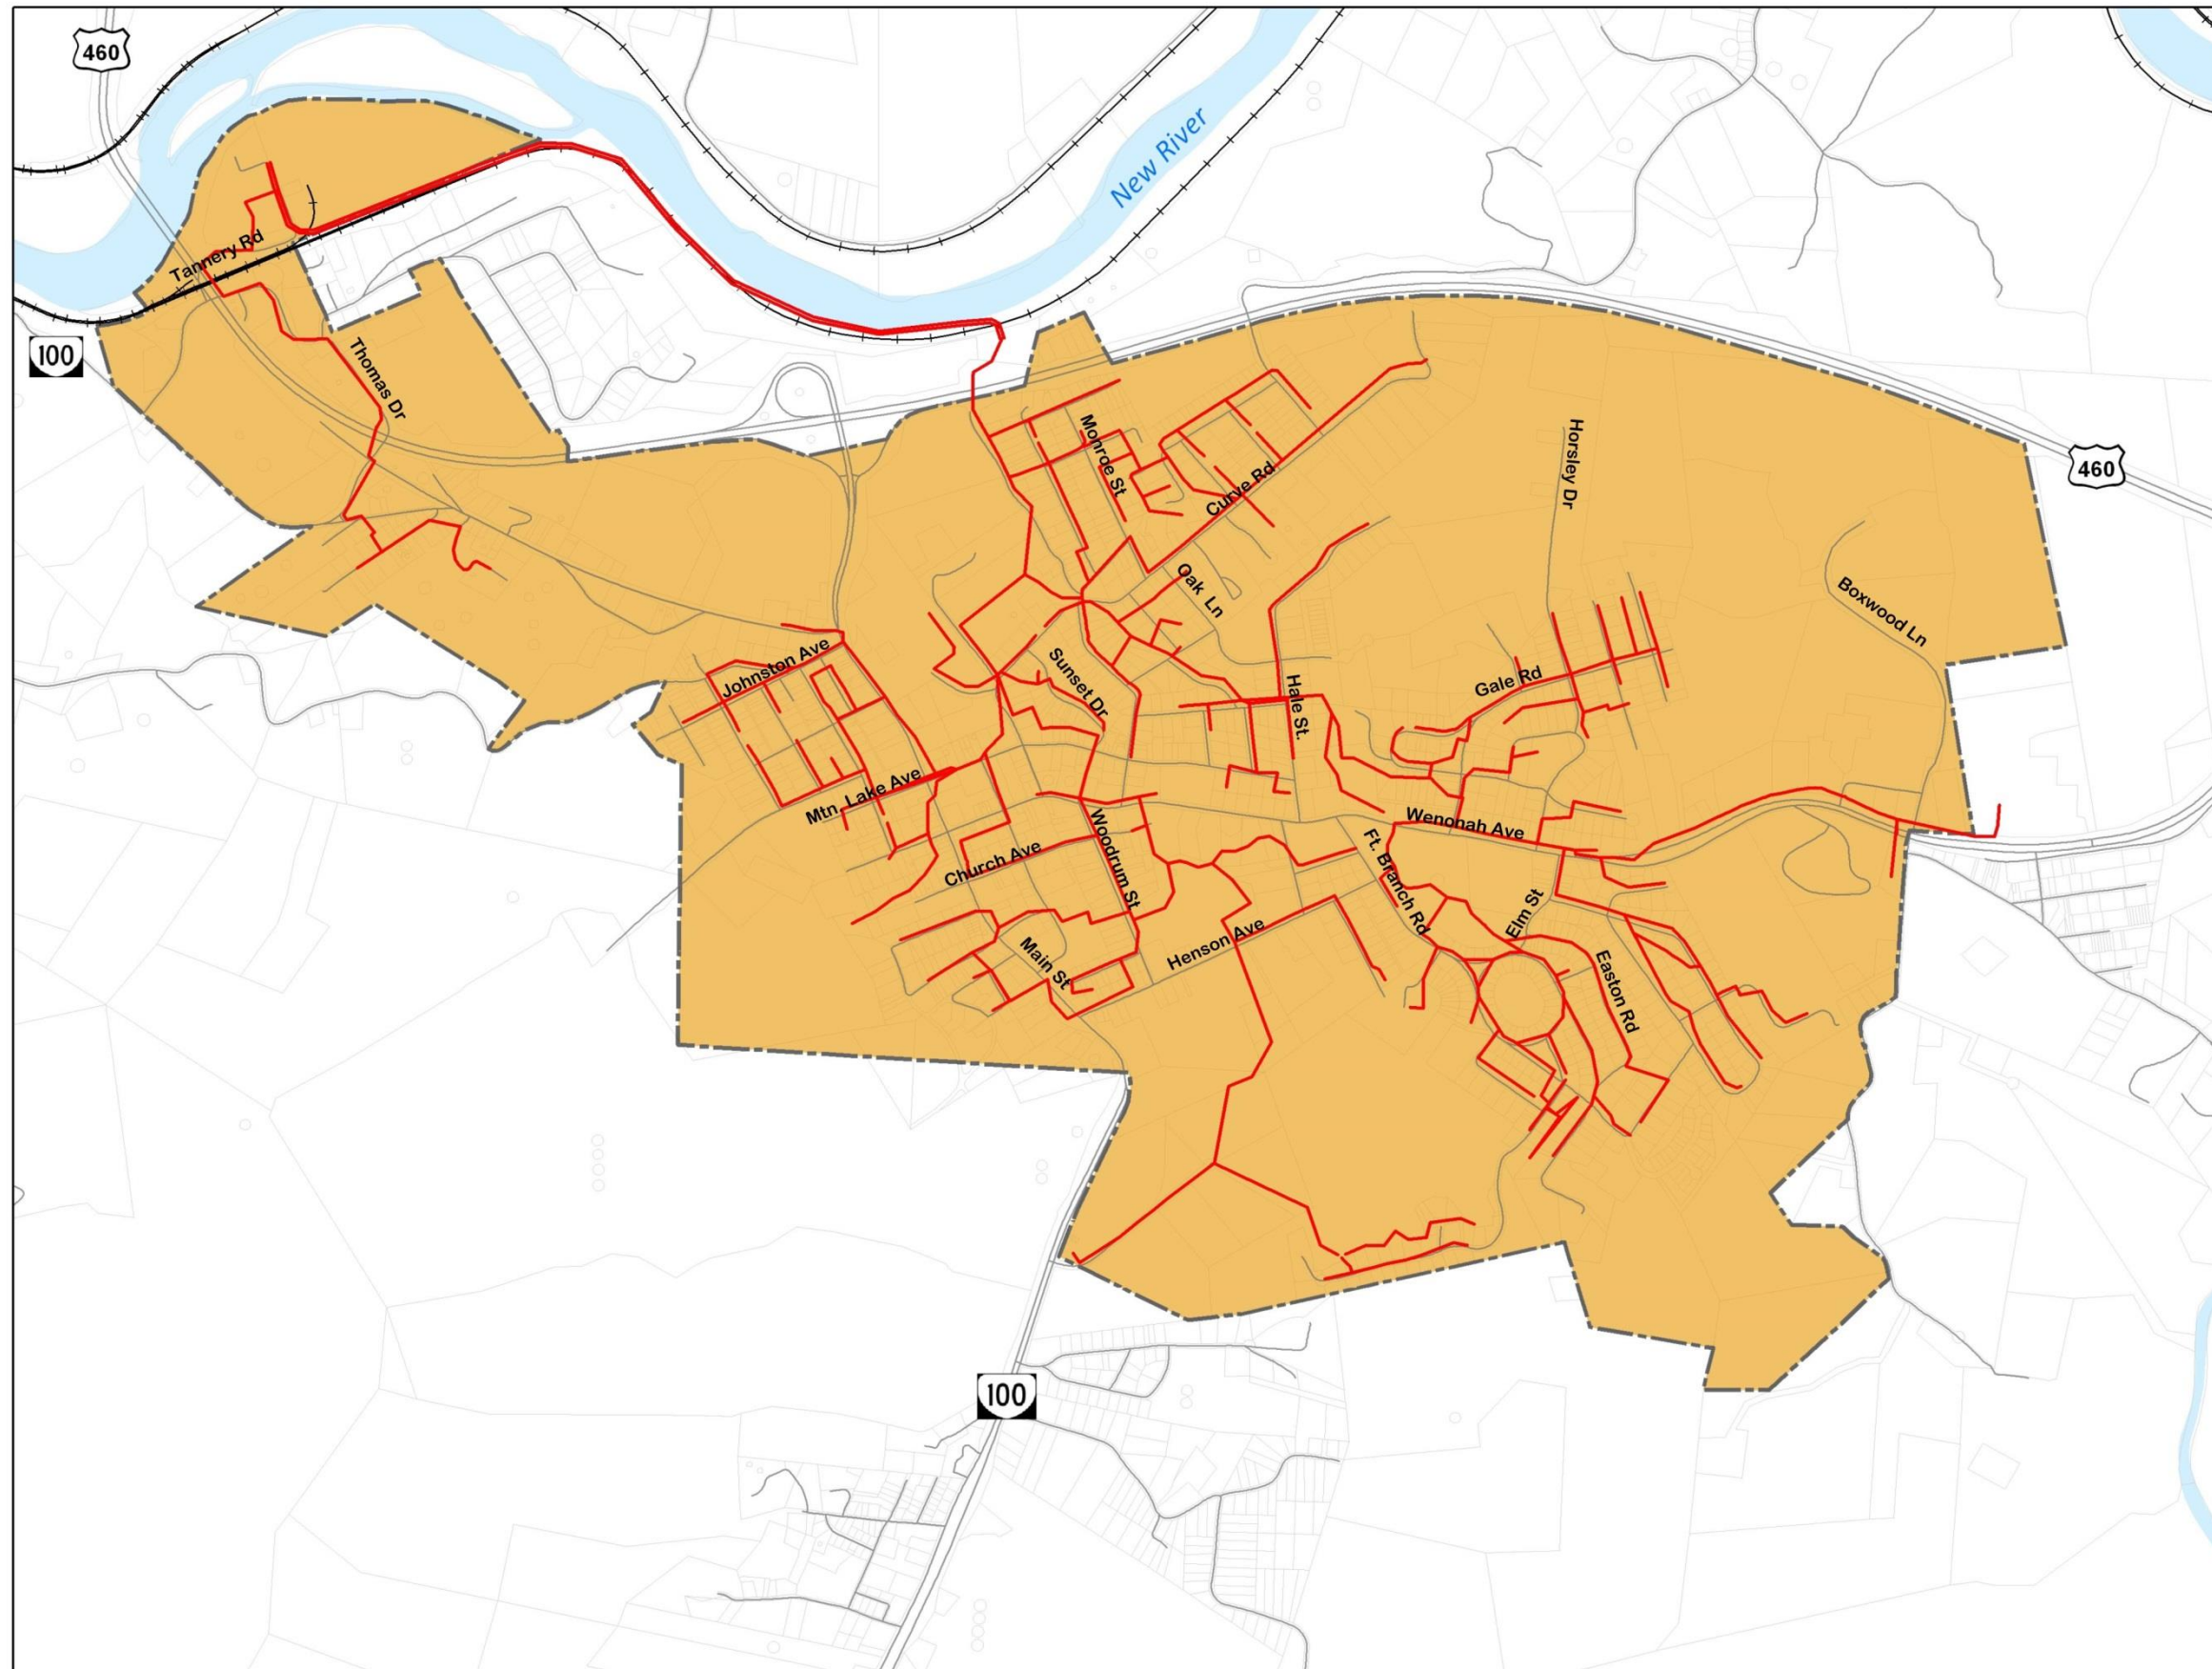 460
New River
Tannery Rd
100
Thomas Dr
Monroe St
Curve Rd
Horsley Dr
460
Oak Ln
Boxwood Ln
Johnston Ave
Sunset Dr
Hale St.
Gale Rd
Mtn. Lake Ave
Wenonah Ave
Church Ave
Woodrum St
Ft. Branch Rd
Elm St
Henson Ave
Main St
Easton Rd
100